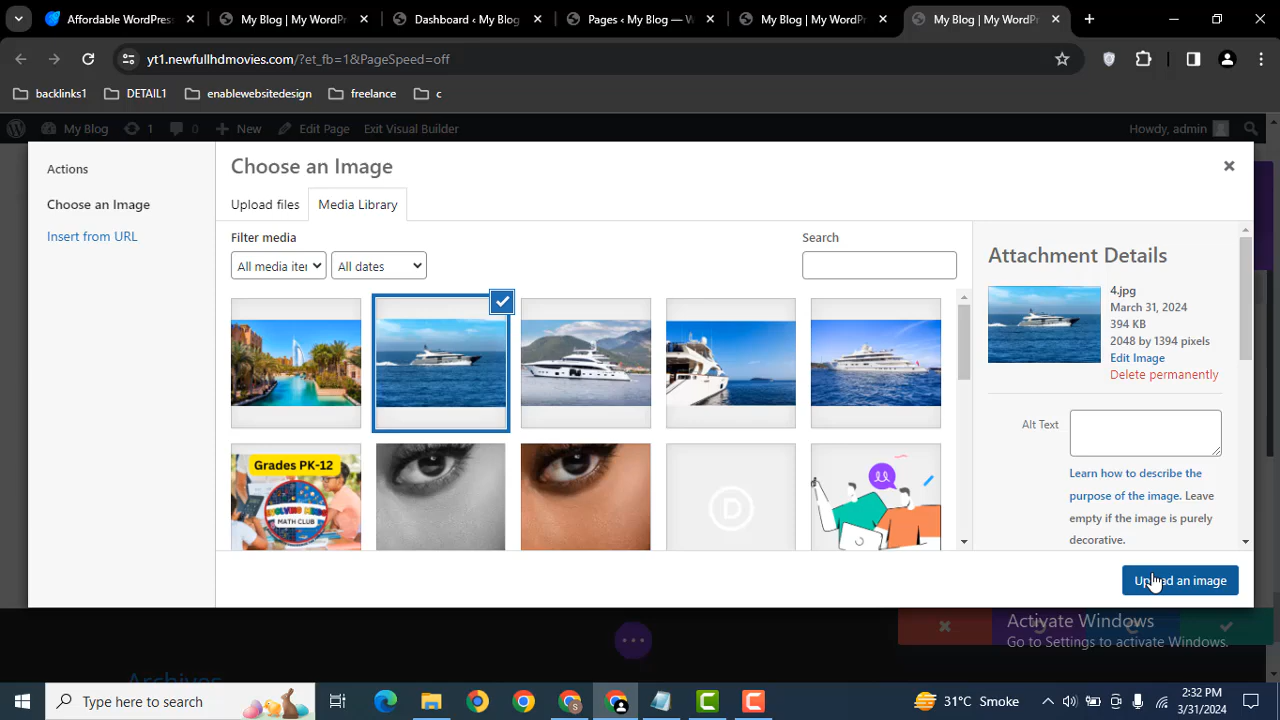 Affordable WordPress
My Blog | My WordPr
Dashboard ‹ My Blog
Pages ‹ My Blog — W
My Blog | My WordPr
My Blog | My WordPr
yt1.newfullhdmovies.com/?et_fb=1&PageSpeed=off
backlinks1
DETAIL1
enablewebsitedesign
freelance
c
My Blog
1
0
New
Edit Page
Exit Visual Builder
Howdy, admin
Actions
Choose an Image
Insert from URL
Choose an Image
Upload files
Media Library
Filter media
All media iter
All dates
Search
Grades PK-12
MATH CLUB
Attachment Details
4.jpg
March 31, 2024
394 KB
2048 by 1394 pixels
Edit Image
Delete permanently
Alt Text
Learn how to describe the
purpose of the image. Leave
empty if the image is purely
decorative.
Upload an image
Archives
Activate Windows
Go to Settings to activate Windows.
Type here to search
31°C Smoke
2:32 PM
3/31/2024